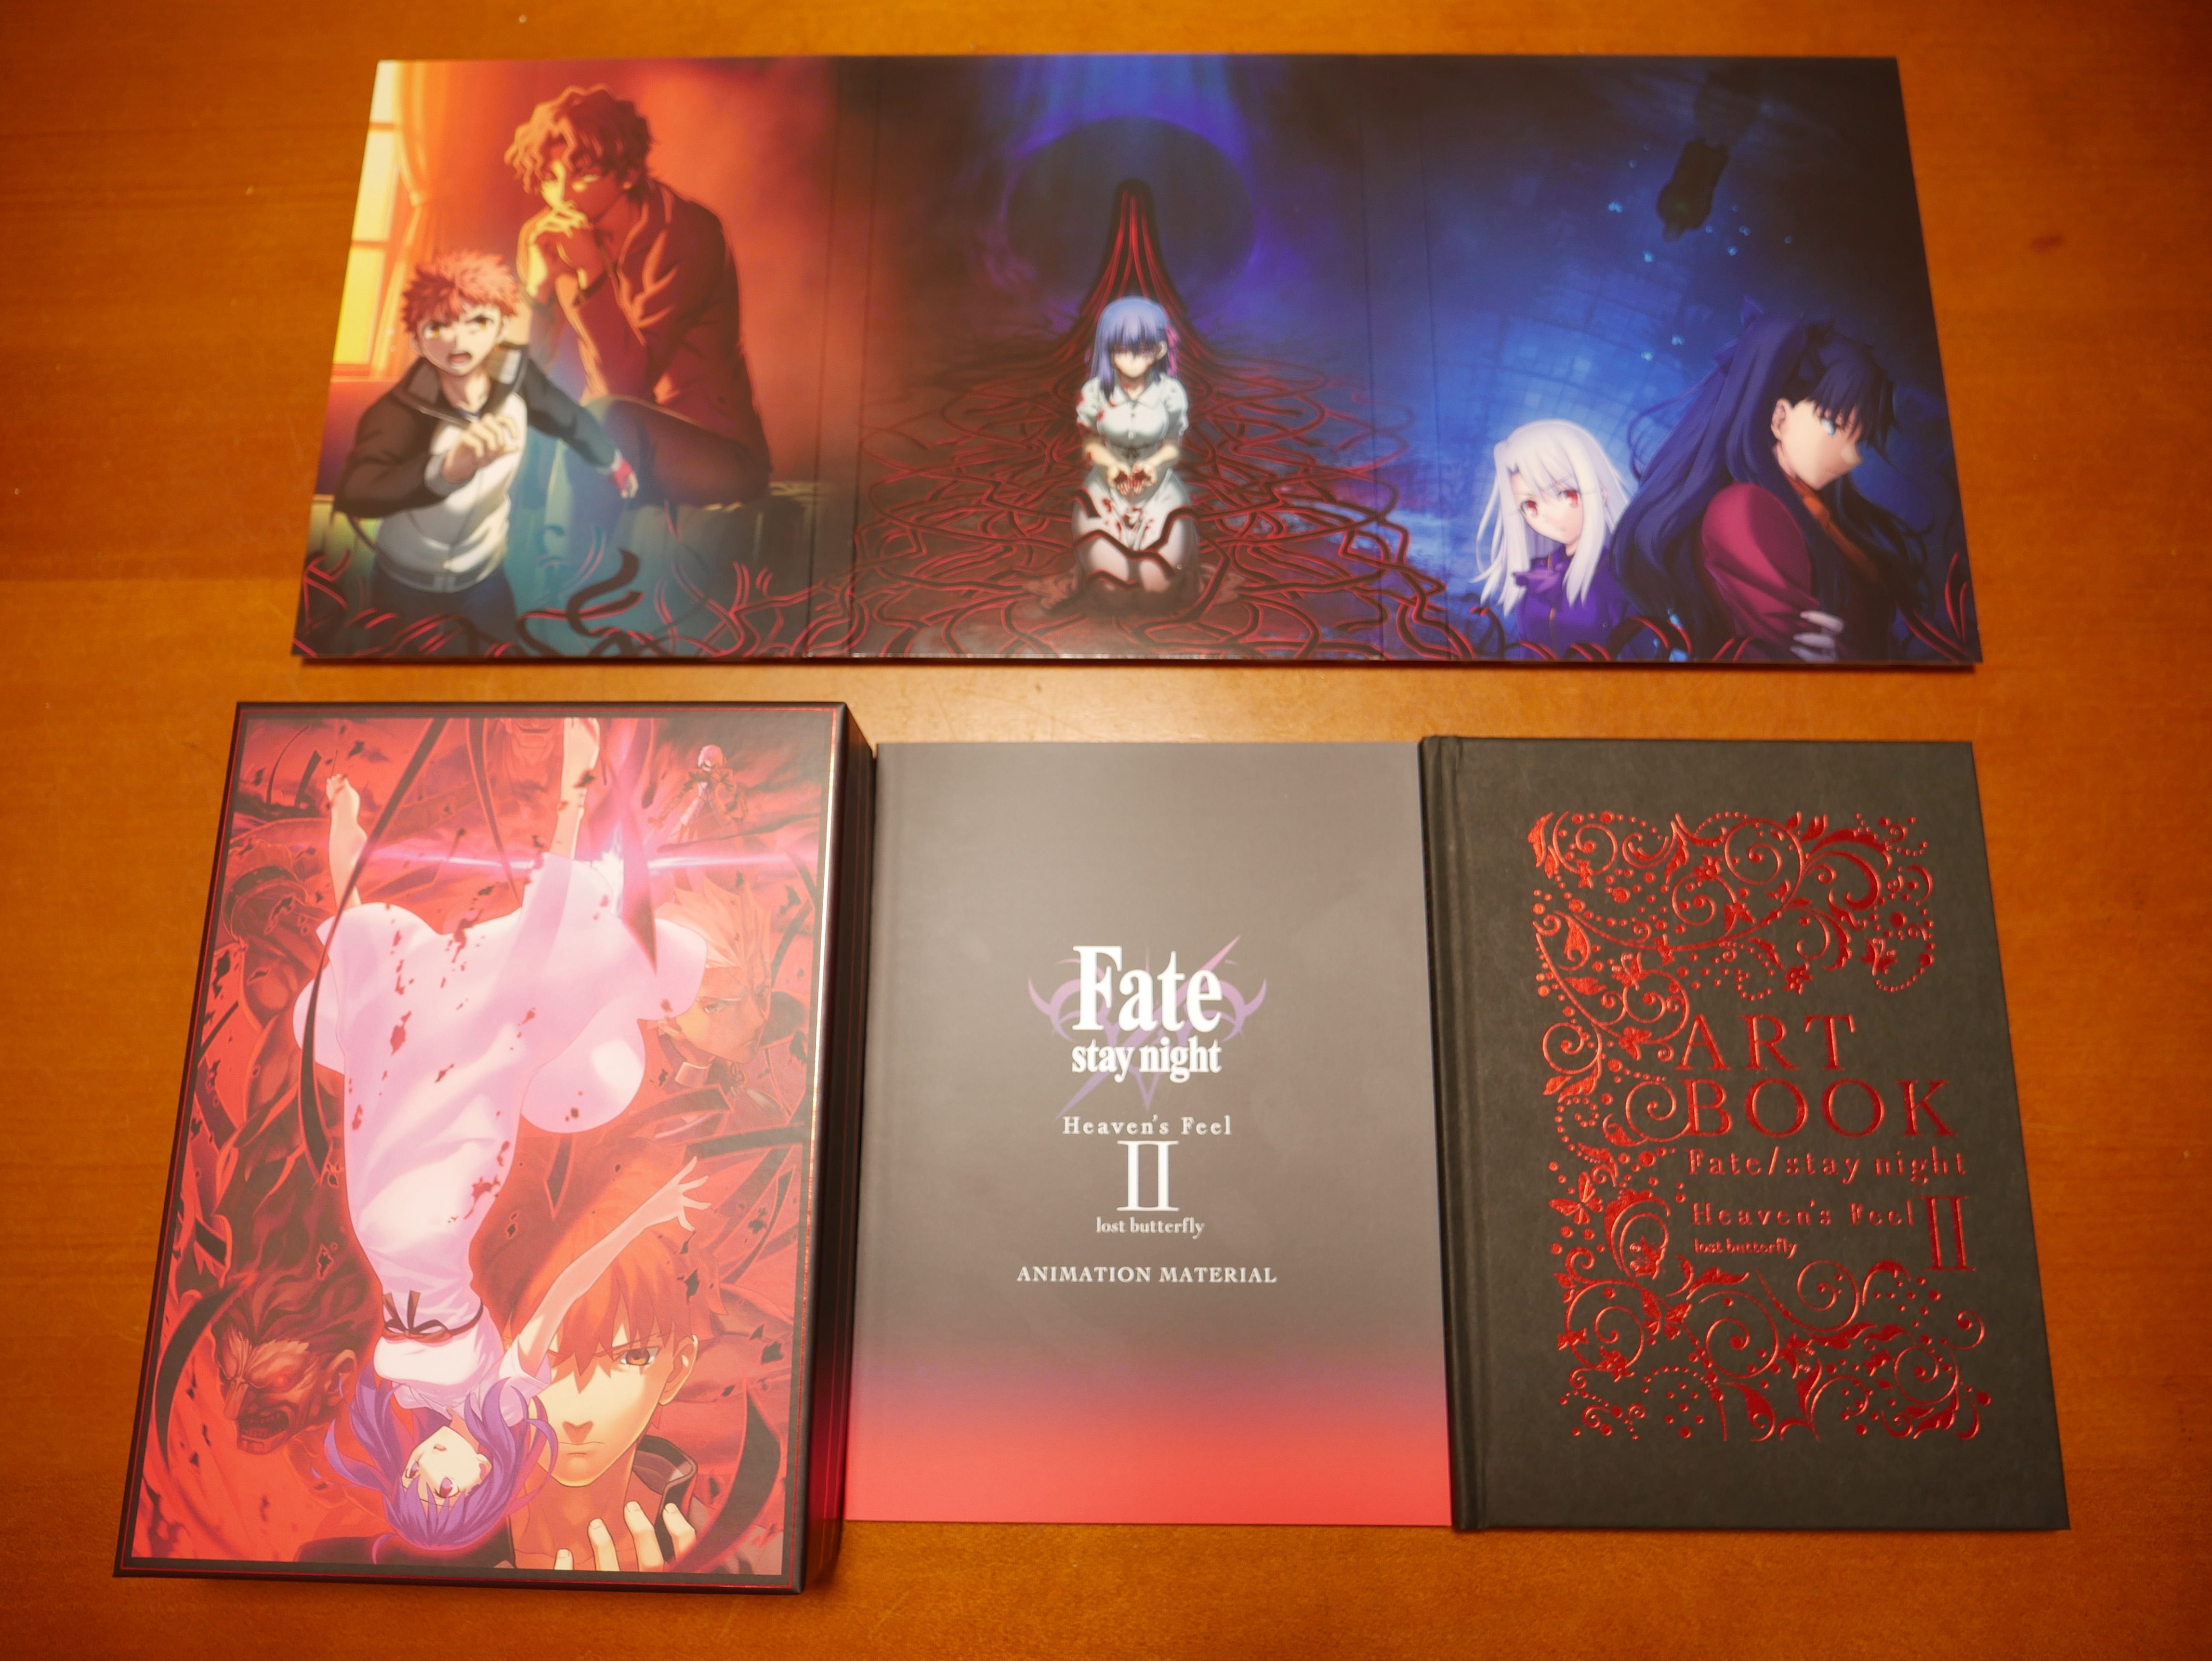 Fate
stay night
Heaven's Feel
II
lost butterfly
ANIMATION MATERIAL
ART
BOOK
Fate/stay night
Heaven's Feel II
lost butterfly